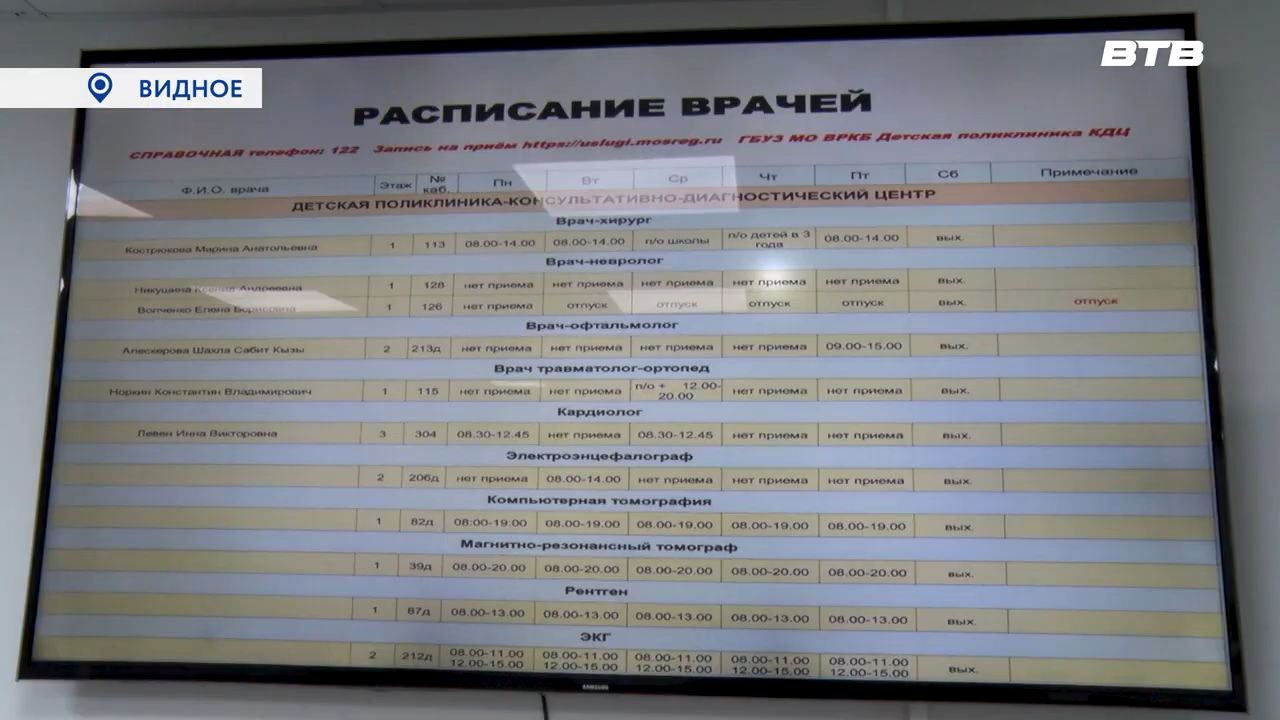 ВТВ
ВИДНОЕ
РАСПИСАНИЕ ВРАЧЕЙ
СПРАВОЧНАЯ телефон: 122 Запись на приём https://uslugi.mosreg.ru ГБУЗ МО ВРКБ Детская поликлиника КДЦ
Ф.И.О. врача Этаж № каб. Пн Вт Ср Чт Пт Сб Примечание
ДЕТСКАЯ ПОЛИКЛИНИКА-КОНСУЛЬТАТИВНО-ДИАГНОСТИЧЕСКИЙ ЦЕНТР
Врач-хирург
Кострюкова Марина Анатольевна 1 113 08.00-14.00 08.00-14.00 п/о школы п/о детей в 3 года 08.00-14.00 вых.
Врач-невролог
Никушина Ксения Андреевна 1 128 нет приема нет приема нет приема нет приема нет приема вых.
Волченко Елена Борисовна 1 126 нет приема отпуск отпуск отпуск отпуск вых. отпуск
Врач-офтальмолог
Алескерова Шахла Сабит Кызы 2 213д нет приема нет приема нет приема нет приема 09.00-15.00 вых.
Врач травматолог-ортопед
Норкин Константин Владимирович 1 115 нет приема нет приема п/о + 12.00-20.00 нет приема нет приема вых.
Кардиолог
Левен Инна Викторовна 3 304 08.30-12.45 нет приема 08.30-12.45 нет приема нет приема вых.
Электроэнцефалограф
2 206д нет приема 08.00-14.00 нет приема нет приема нет приема вых.
Компьютерная томография
1 82д 08:00-19:00 08.00-19.00 08.00-19.00 08.00-19.00 08.00-19.00 вых.
Магнитно-резонансный томограф
1 39д 08.00-20.00 08.00-20.00 08.00-20.00 08.00-20.00 08.00-20.00 вых.
Рентген
1 87д 08.00-13.00 08.00-13.00 08.00-13.00 08.00-13.00 08.00-13.00 вых.
ЭКГ
2 212д 08.00-11.00 08.00-11.00 08.00-11.00 08.00-11.00 08.00-11.00 вых.
12.00-15.00 12.00-15.00 12.00-15.00 12.00-15.00 12.00-15.00
SAMSUNG